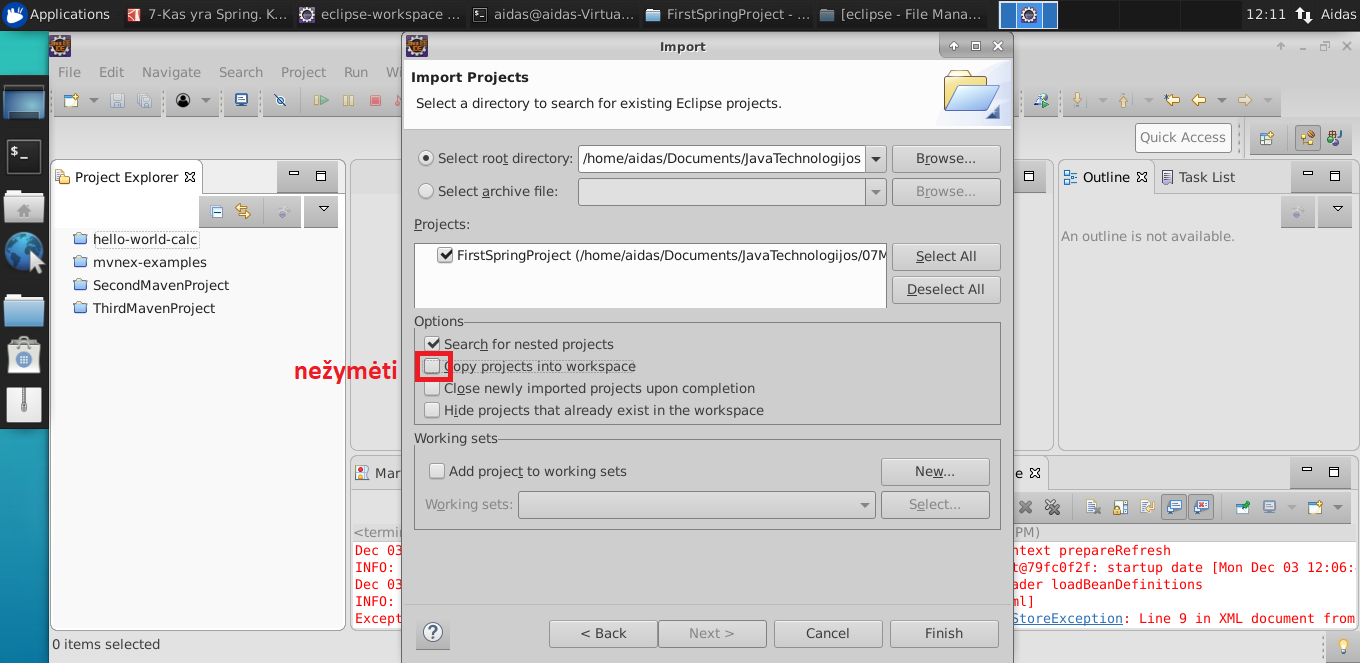 Applications 7-Kas yra Spring. K... eclipse-workspace ... aidas@aidas-Virtua... FirstSpringProject - ... [eclipse - File Mana... 12:11 Aidas
Import
File Edit Navigate Search Project Run
Import Projects
Select a directory to search for existing Eclipse projects.
Quick Access
Select root directory: /home/aidas/Documents/JavaTechnologijos Browse...
Select archive file: Browse...
Project Explorer
Outline Task List
Projects:
An outline is not available.
hello-world-calc
mvnex-examples
SecondMavenProject
ThirdMavenProject
FirstSpringProject (/home/aidas/Documents/JavaTechnologijos/07M
Select All
Deselect All
Options
Search for nested projects
nežymėti
Copy projects into workspace
Close newly imported projects upon completion
Hide projects that already exist in the workspace
Working sets
Add project to working sets New...
Working sets: Select...
Mar
e
<termin
PM)
Dec 03
ntext prepareRefresh
INFO:
t@79fc0f2f: startup date [Mon Dec 03 12:06:
Dec 03
ader loadBeanDefinitions
INFO:
ml]
Except
StoreException: Line 9 in XML document from
? < Back Next > Cancel Finish
0 items selected